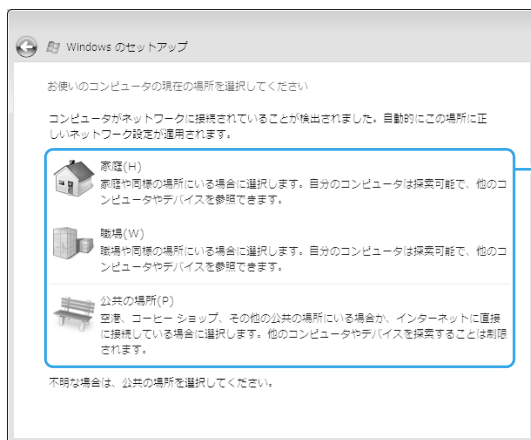 Windows のセットアップ
お使いのコンピュータの現在の場所を選択してください
コンピュータがネットワークに接続されていることが検出されました。自動的にこの場所に正
しいネットワーク設定が適用されます。
家庭(H)
家庭や同様の場所にいる場合に選択します。自分のコンピュータは探索可能で、他のコ
ンピュータやデバイスを参照できます。
職場(W)
職場や同様の場所にいる場合に選択します。自分のコンピュータは探索可能で、他のコ
ンピュータやデバイスを参照できます。
公共の場所(P)
空港、コーヒー ショップ、その他の公共の場所にいる場合か、インターネットに直接
に接続している場合に選択します。他のコンピュータやデバイスを探索することは制限
されます。
不明な場合は、公共の場所を選択してください。